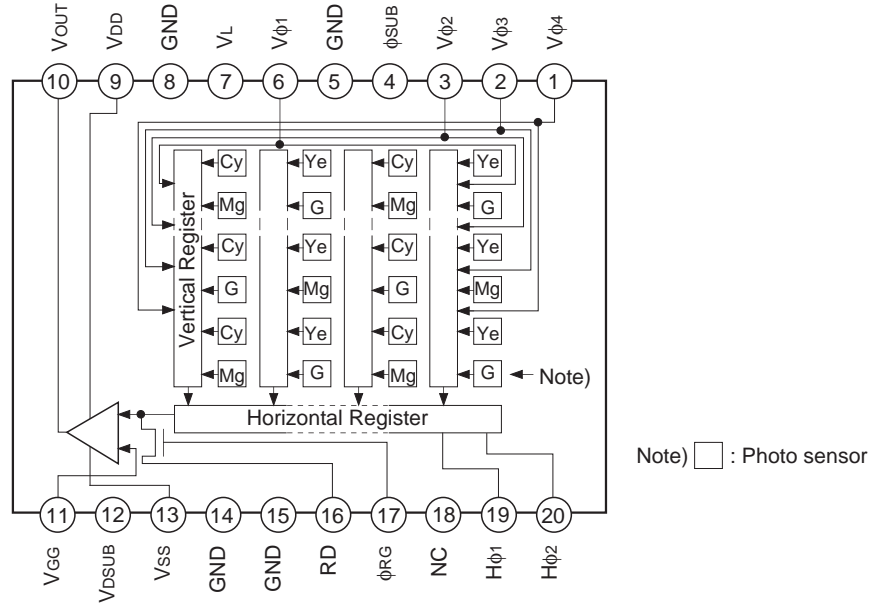 VOUT VDD GND VL Vϕ1 GND ϕSUB Vϕ2 Vϕ3 Vϕ4
10 9 8 7 6 5 4 3 2 1
Vertical Register
Cy Ye Cy Ye
Mg G Mg G
Cy Ye Cy Ye
G Mg G Mg
Cy Ye Cy Ye
Mg G Mg G
Note)
Horizontal Register
Note) : Photo sensor
11 12 13 14 15 16 17 18 19 20
VGG VDSUB VSS GND GND RD ϕRG NC Hϕ1 Hϕ2